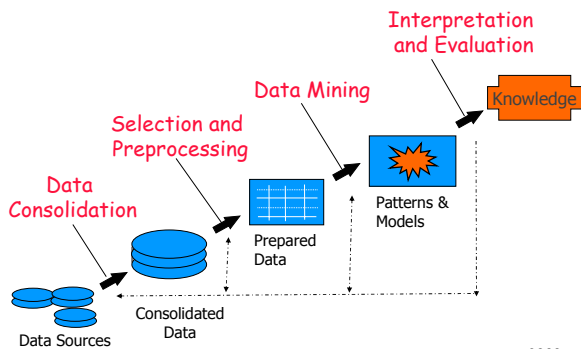 Interpretation
and Evaluation
Knowledge
Data Mining
Selection and
Preprocessing
Patterns &
Models
Data
Consolidation
Prepared
Data
Consolidated
Data
Data Sources